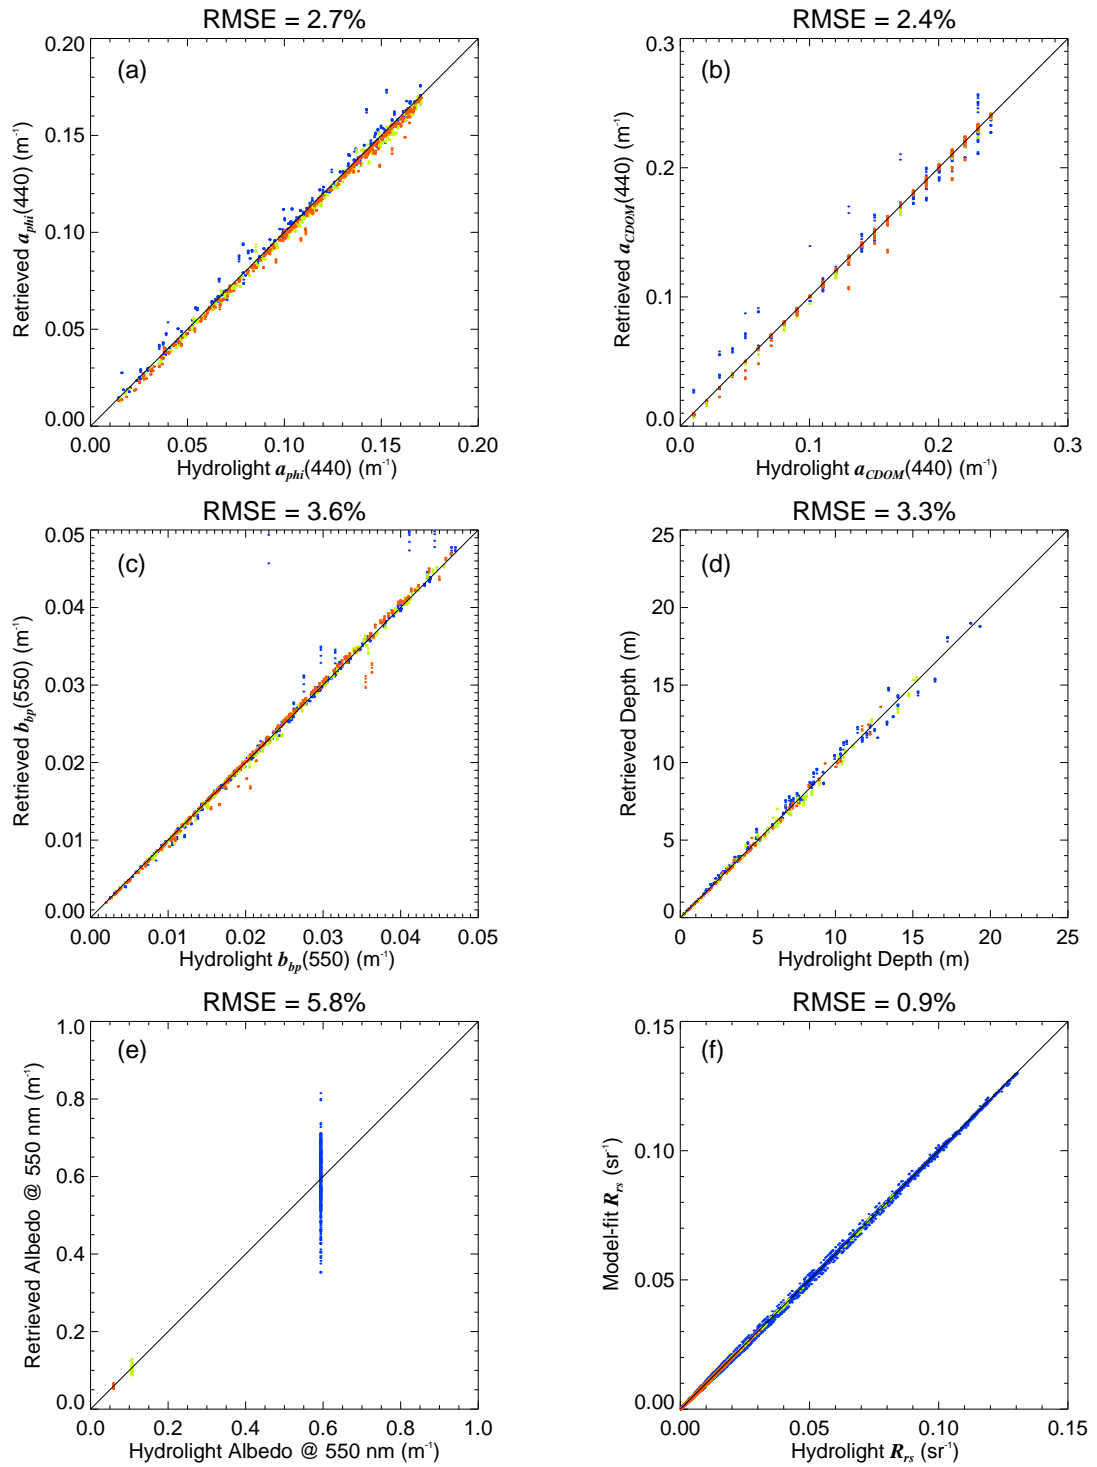 RMSE = 2.7%
(a)
0.20
0.15
0.10
0.05
0.00
Retrieved a_phi(440) (m⁻¹)
0.00 0.05 0.10 0.15 0.20
Hydrolight a_phi(440) (m⁻¹)
RMSE = 2.4%
(b)
0.3
0.2
0.1
0.0
Retrieved a_CDOM(440) (m⁻¹)
0.0 0.1 0.2 0.3
Hydrolight a_CDOM(440) (m⁻¹)
RMSE = 3.6%
(c)
0.05
0.04
0.03
0.02
0.01
0.00
Retrieved b_bp(550) (m⁻¹)
0.00 0.01 0.02 0.03 0.04 0.05
Hydrolight b_bp(550) (m⁻¹)
RMSE = 3.3%
(d)
25
20
15
10
5
0
Retrieved Depth (m)
0 5 10 15 20 25
Hydrolight Depth (m)
RMSE = 5.8%
(e)
1.0
0.8
0.6
0.4
0.2
0.0
Retrieved Albedo @ 550 nm (m⁻¹)
0.0 0.2 0.4 0.6 0.8 1.0
Hydrolight Albedo @ 550 nm (m⁻¹)
RMSE = 0.9%
(f)
0.15
0.10
0.05
0.00
Model-fit R_rs (sr⁻¹)
0.00 0.05 0.10 0.15
Hydrolight R_rs (sr⁻¹)